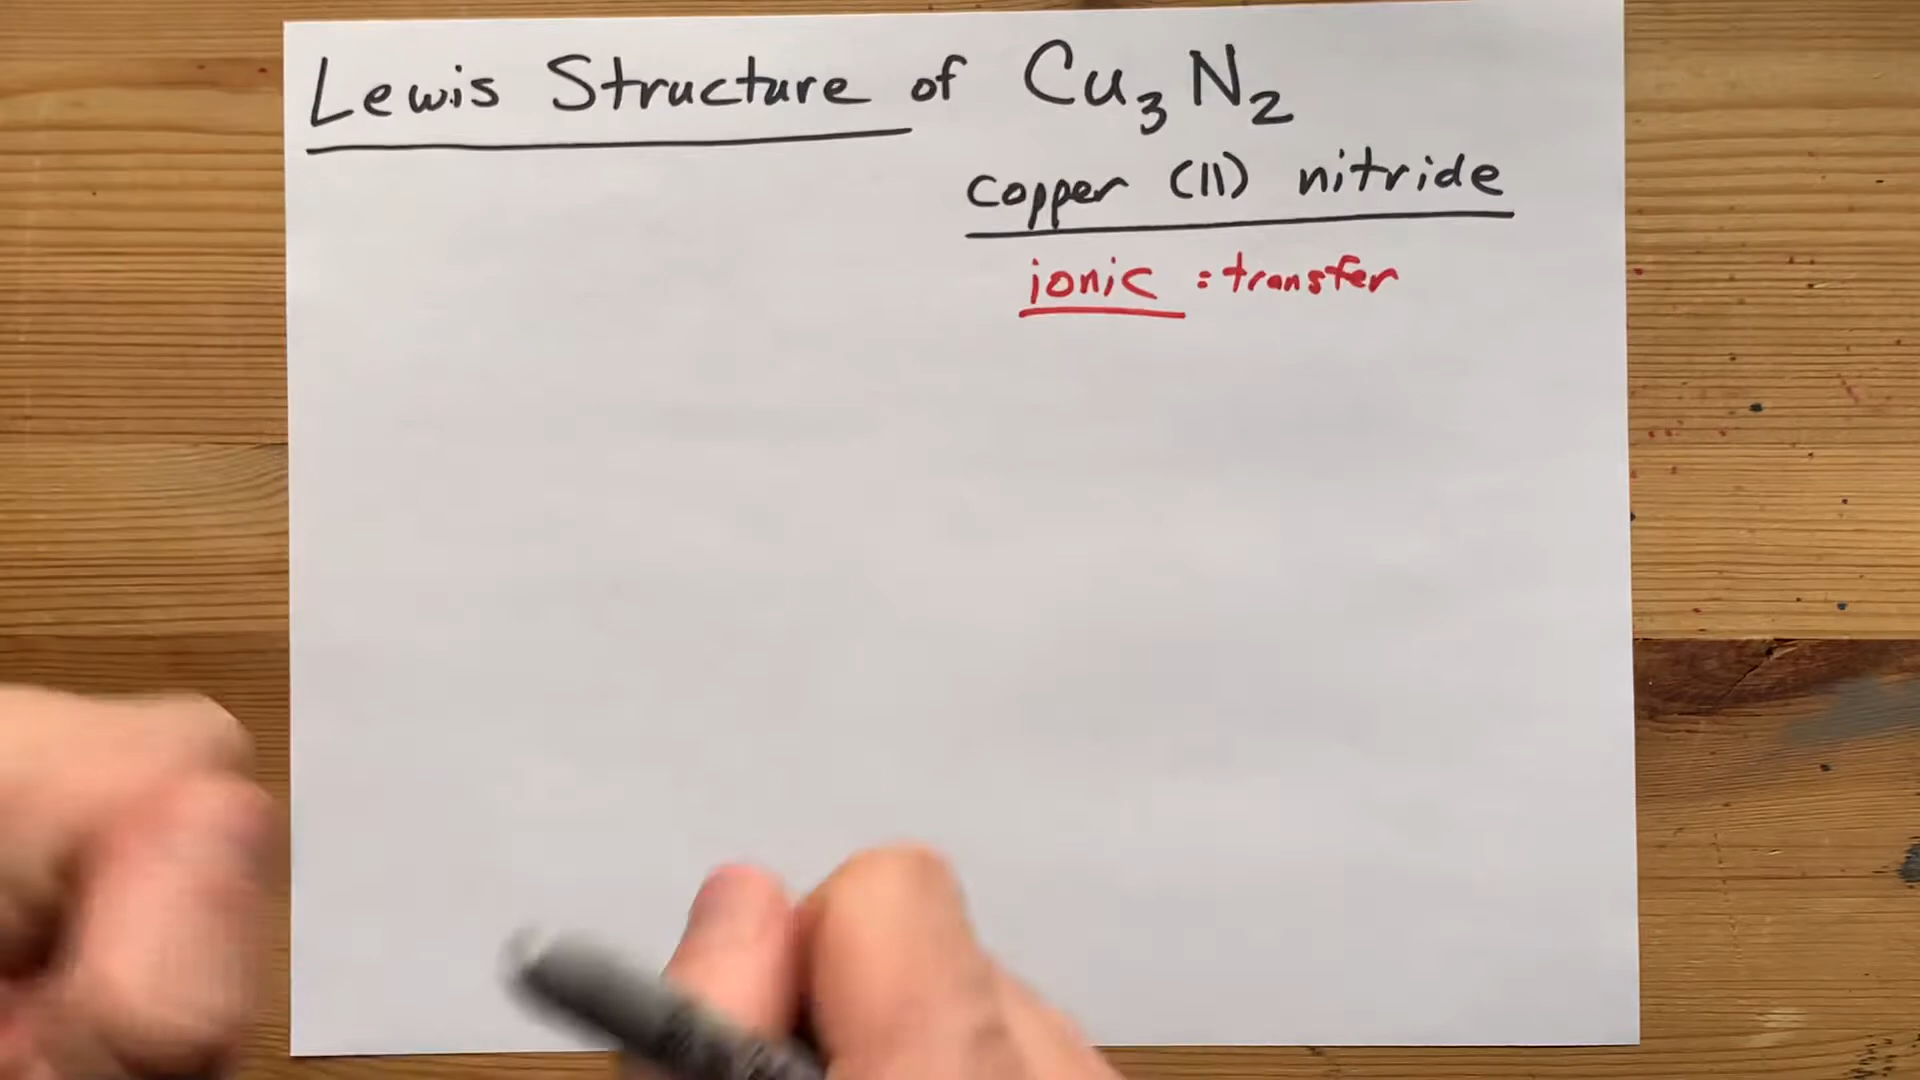 Lewis Structure of Cu₃N₂
copper (II) nitride
ionic : transfer